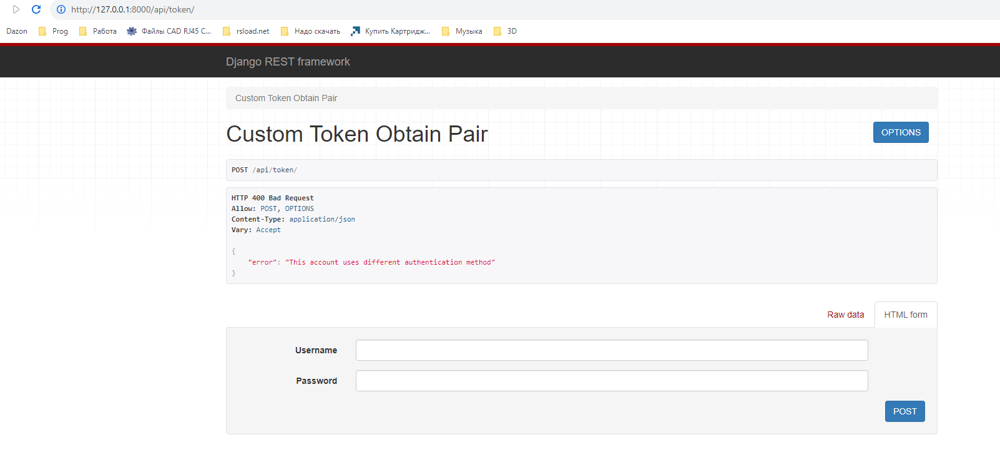 http://127.0.0.1:8000/api/token/
Dazon Prog Работа Файлы CAD RJ45 C... rsload.net Надо скачать Купить Картридж... Музыка 3D
Django REST framework
Custom Token Obtain Pair
Custom Token Obtain Pair
OPTIONS
POST /api/token/
HTTP 400 Bad Request
Allow: POST, OPTIONS
Content-Type: application/json
Vary: Accept
{
"error": "This account uses different authentication method"
}
Raw data HTML form
Username
Password
POST